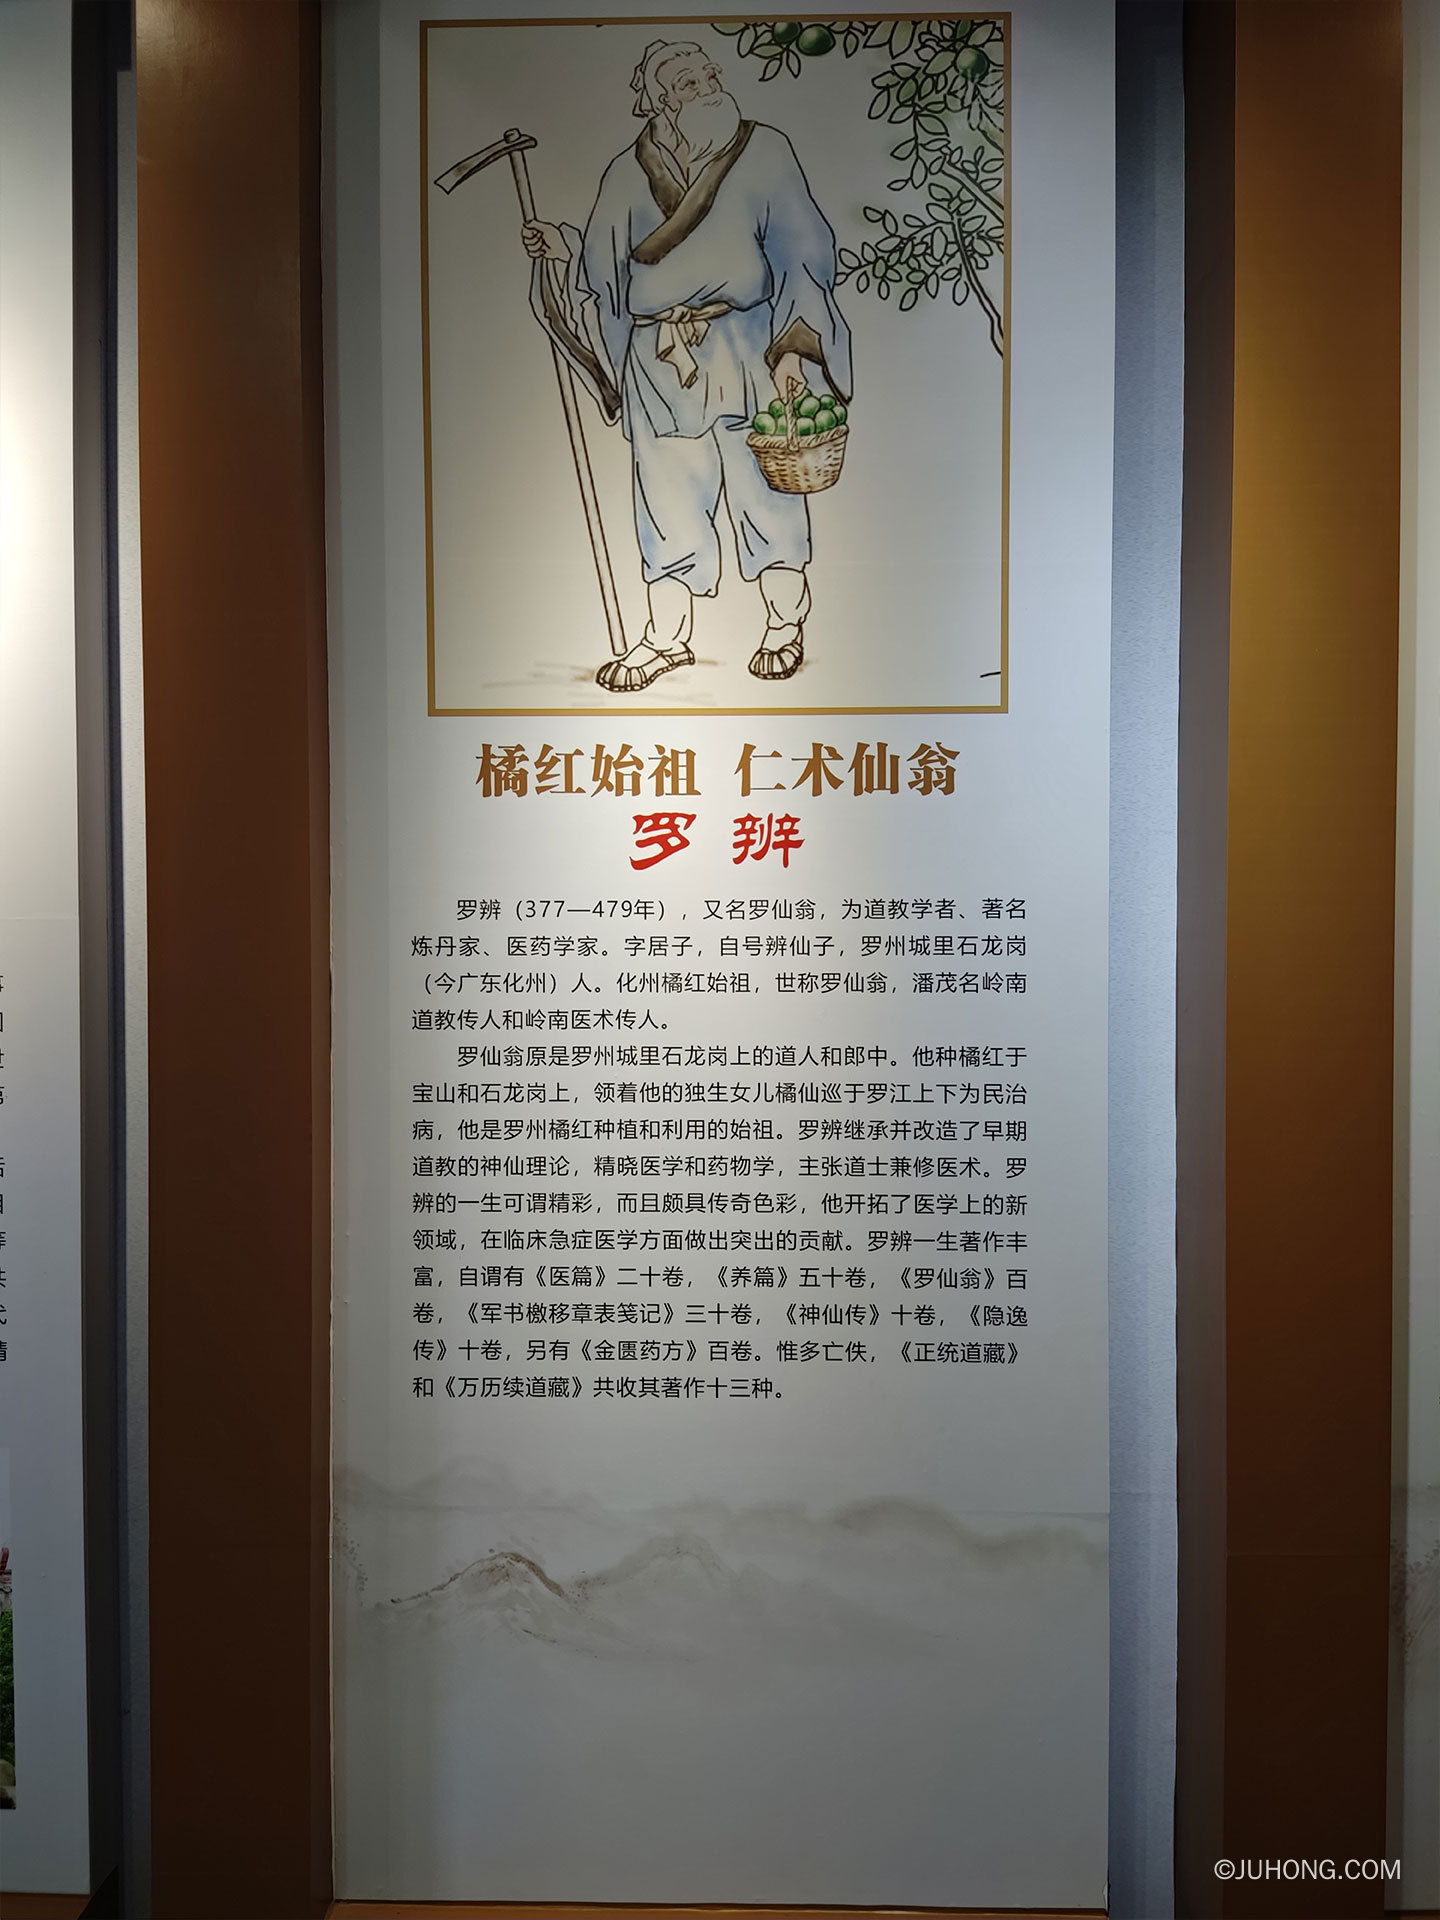 橘红始祖 仁术仙翁
罗辨
罗辨（377—479年），又名罗仙翁，为道教学者、著名
炼丹家、医药学家。字居子，自号辨仙子，罗州城里石龙岗
（今广东化州）人。化州橘红始祖，世称罗仙翁，潘茂名岭南
道教传人和岭南医术传人。
罗仙翁原是罗州城里石龙岗上的道人和郎中。他种橘红于
宝山和石龙岗上，领着他的独生女儿橘仙巡于罗江上下为民治
病，他是罗州橘红种植和利用的始祖。罗辨继承并改造了早期
道教的神仙理论，精晓医学和药物学，主张道士兼修医术。罗
辨的一生可谓精彩，而且颇具传奇色彩，他开拓了医学上的新
领域，在临床急症医学方面做出突出的贡献。罗辨一生著作丰
富，自谓有《医篇》二十卷，《养篇》五十卷，《罗仙翁》百
卷，《军书檄移章表笺记》三十卷，《神仙传》十卷，《隐逸
传》十卷，另有《金匮药方》百卷。惟多亡佚，《正统道藏》
和《万历续道藏》共收其著作十三种。
©JUHONG.COM